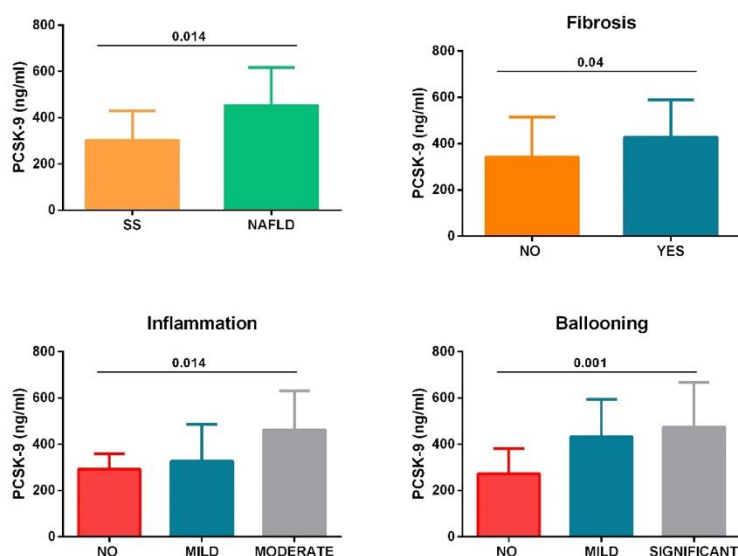 800
0.014
600
400
200
0
PCSK-9 (ng/ml)
SS NAFLD
Fibrosis
800
0.04
600
400
200
0
PCSK-9 (ng/ml)
NO YES
Inflammation
800
0.014
600
400
200
0
PCSK-9 (ng/ml)
NO MILD MODERATE
Ballooning
800
0.001
600
400
200
0
PCSK-9 (ng/ml)
NO MILD SIGNIFICANT